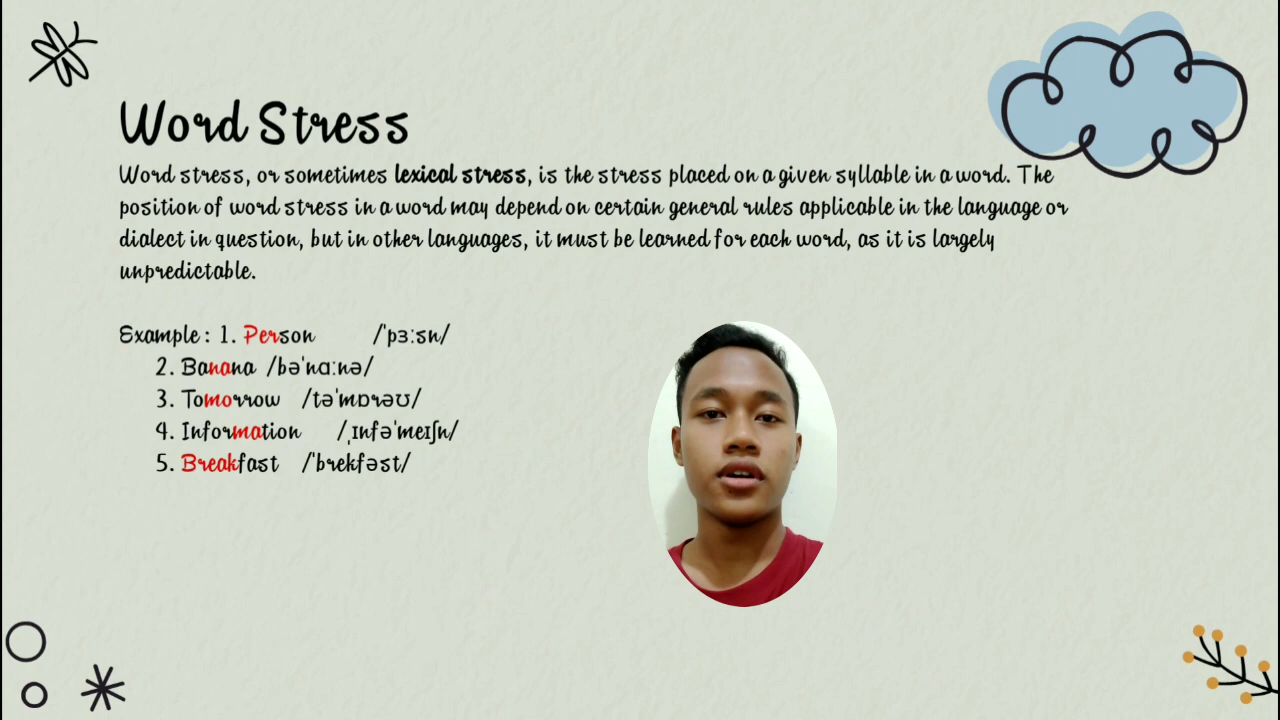 Word Stress
Word stress, or sometimes lexical stress, is the stress placed on a given syllable in a word. The
position of word stress in a word may depend on certain general rules applicable in the language or
dialect in question, but in other languages, it must be learned for each word, as it is largely
unpredictable.
Example : 1. Person /ˈpɜːsn/
2. Banana /bəˈnɑːnə/
3. Tomorrow /təˈmɒrəʊ/
4. Information /ˌɪnfəˈmeɪʃn/
5. Breakfast /ˈbrekfəst/